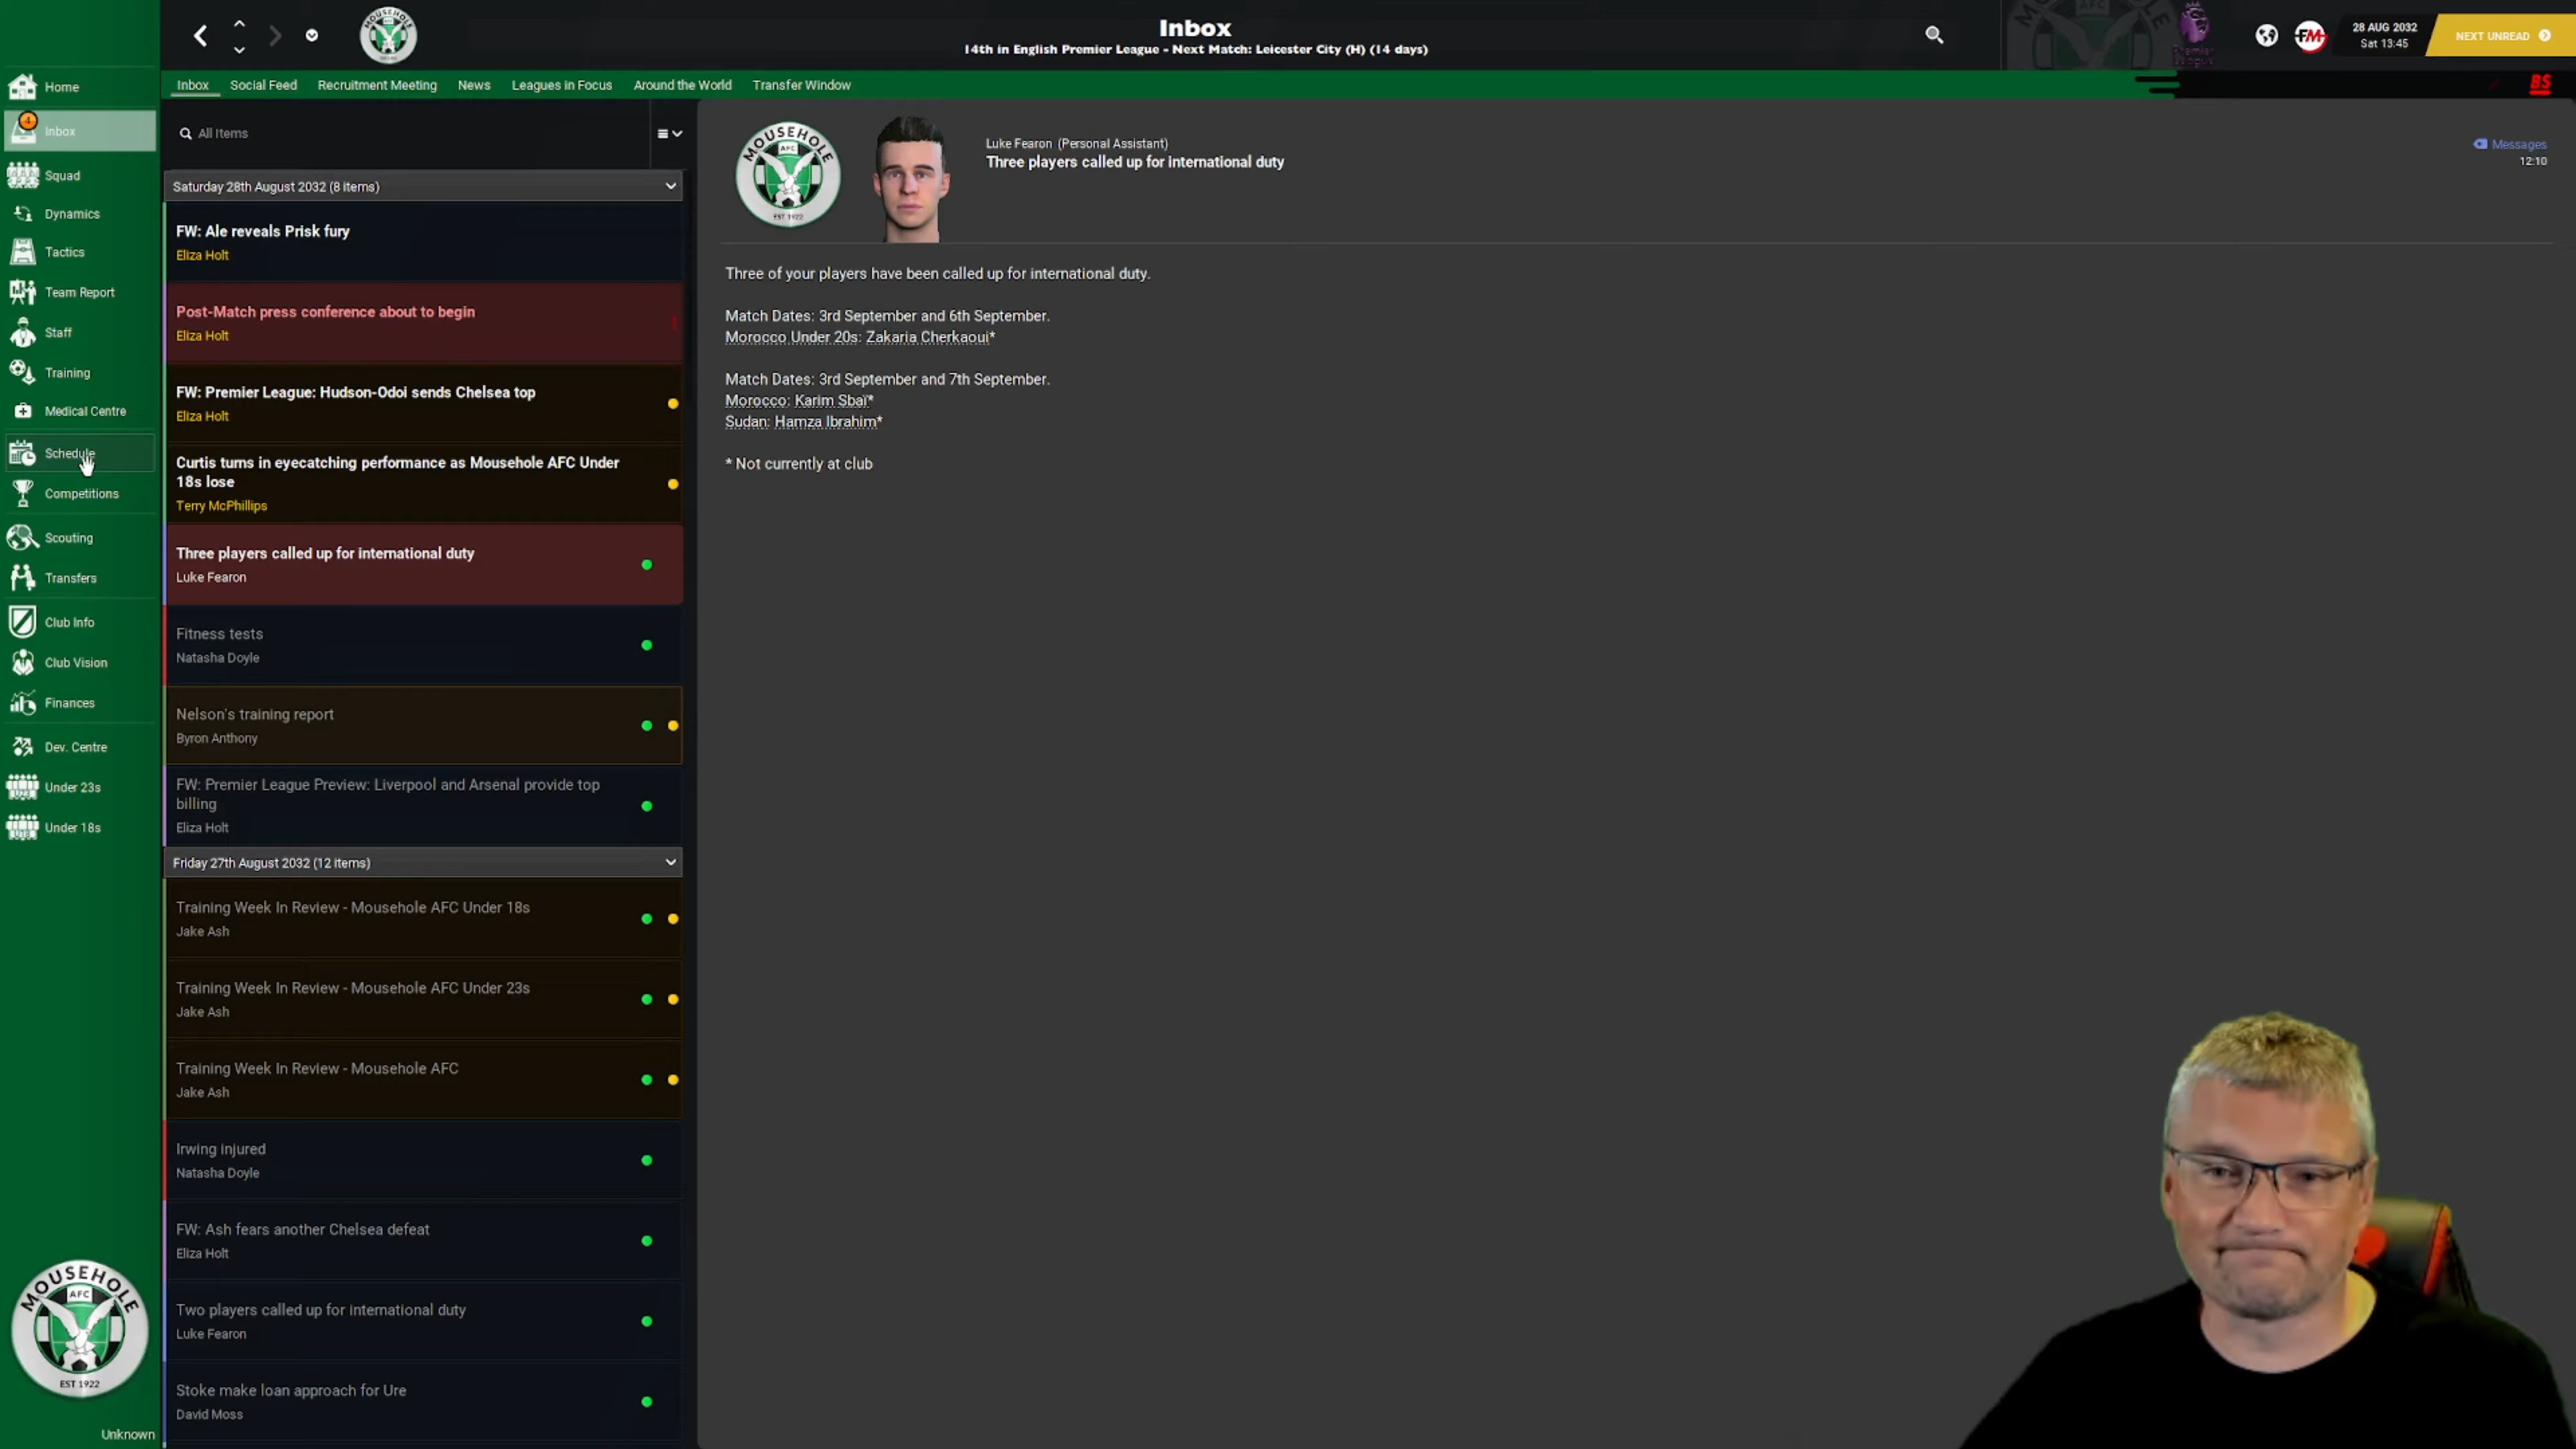 Inbox
14th in English Premier League - Next Match: Leicester City (H) (14 days)
28 AUG 2032
Sat 13:45
NEXT UNREAD
FM
BS
Home
4
Inbox
Squad
Dynamics
Tactics
Team Report
Staff
Training
Medical Centre
Schedule
Competitions
Scouting
Transfers
Club Info
Club Vision
Finances
Dev. Centre
Under 23s
Under 18s
MOUSEHOLE
AFC
EST 1922
Unknown
Inbox
Social Feed
Recruitment Meeting
News
Leagues in Focus
Around the World
Transfer Window
All Items
Saturday 28th August 2032 (8 items)
FW: Ale reveals Prisk fury
Eliza Holt
Post-Match press conference about to begin
Eliza Holt
FW: Premier League: Hudson-Odoi sends Chelsea top
Eliza Holt
Curtis turns in eyecatching performance as Mousehole AFC Under
18s lose
Terry McPhillips
Three players called up for international duty
Luke Fearon
Fitness tests
Natasha Doyle
Nelson's training report
Byron Anthony
FW: Premier League Preview: Liverpool and Arsenal provide top
billing
Eliza Holt
Friday 27th August 2032 (12 items)
Training Week In Review - Mousehole AFC Under 18s
Jake Ash
Training Week In Review - Mousehole AFC Under 23s
Jake Ash
Training Week In Review - Mousehole AFC
Jake Ash
Irwing injured
Natasha Doyle
FW: Ash fears another Chelsea defeat
Eliza Holt
Two players called up for international duty
Luke Fearon
Stoke make loan approach for Ure
David Moss
MOUSEHOLE
AFC
EST 1922
Luke Fearon (Personal Assistant)
Three players called up for international duty
Messages
12:10
Three of your players have been called up for international duty.
Match Dates: 3rd September and 6th September.
Morocco Under 20s: Zakaria Cherkaoui*
Match Dates: 3rd September and 7th September.
Morocco: Karim Sbaï*
Sudan: Hamza Ibrahim*
* Not currently at club